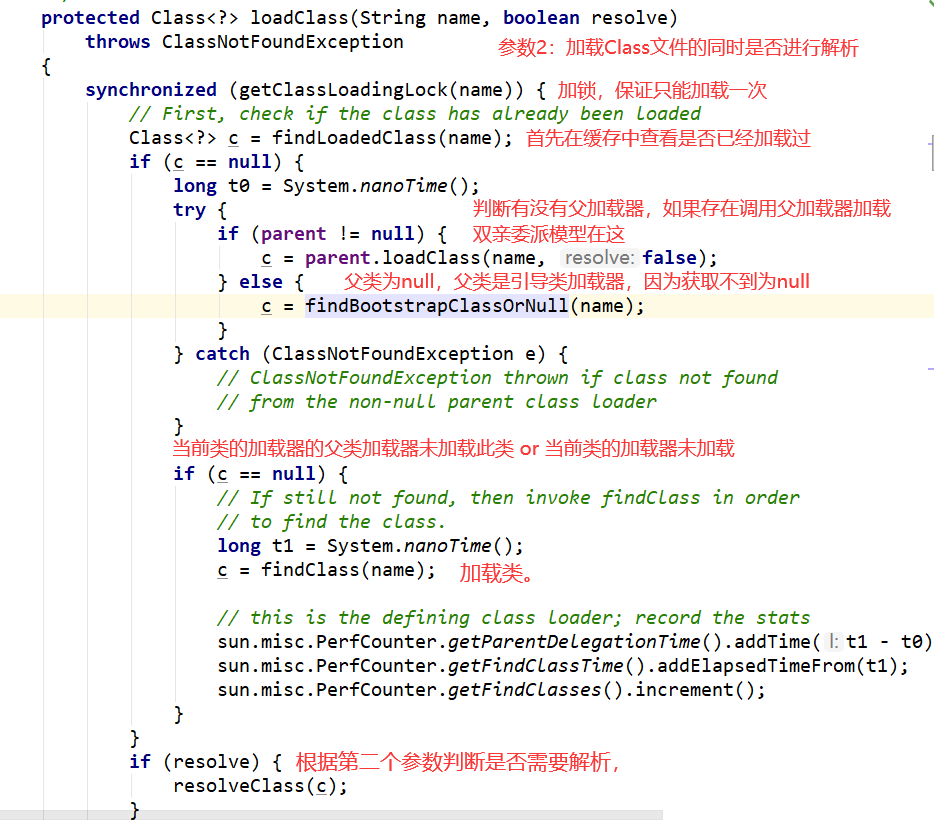 protected Class<?> loadClass(String name, boolean resolve)
throws ClassNotFoundException
参数2：加载Class文件的同时是否进行解析
{
synchronized (getClassLoadingLock(name)) { 加锁，保证只能加载一次
// First, check if the class has already been loaded
Class<?> c = findLoadedClass(name); 首先在缓存中查看是否已经加载过
if (c == null) {
long t0 = System.nanoTime();
try { 判断有没有父加载器，如果存在调用父加载器加载
if (parent != null) { 双亲委派模型在这
c = parent.loadClass(name, resolve: false);
} else { 父类为null，父类是引导类加载器，因为获取不到为null
c = findBootstrapClassOrNull(name);
}
} catch (ClassNotFoundException e) {
// ClassNotFoundException thrown if class not found
// from the non-null parent class loader
}
当前类的加载器的父类加载器未加载此类 or 当前类的加载器未加载
if (c == null) {
// If still not found, then invoke findClass in order
// to find the class.
long t1 = System.nanoTime();
c = findClass(name); 加载类。
// this is the defining class loader; record the stats
sun.misc.PerfCounter.getParentDelegationTime().addTime( l: t1 - t0)
sun.misc.PerfCounter.getFindClassTime().addElapsedTimeFrom(t1);
sun.misc.PerfCounter.getFindClasses().increment();
}
}
if (resolve) { 根据第二个参数判断是否需要解析，
resolveClass(c);
}